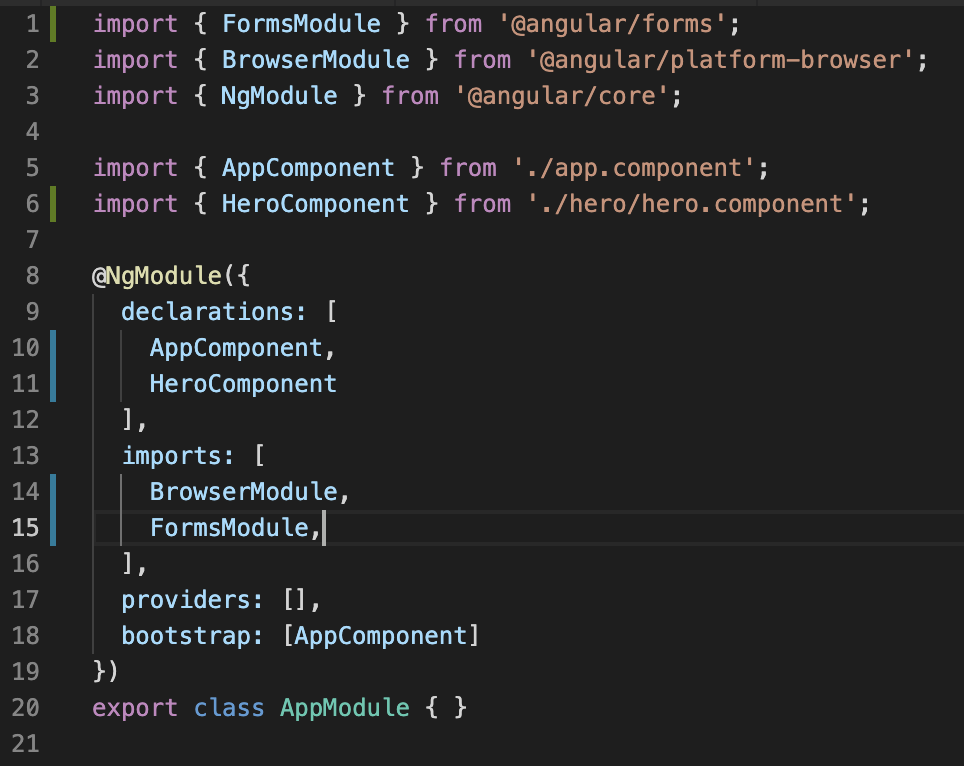 1 import { FormsModule } from '@angular/forms';
2 import { BrowserModule } from '@angular/platform-browser';
3 import { NgModule } from '@angular/core';
4
5 import { AppComponent } from './app.component';
6 import { HeroComponent } from './hero/hero.component';
7
8 @NgModule({
9   declarations: [
10     AppComponent,
11     HeroComponent
12   ],
13   imports: [
14     BrowserModule,
15     FormsModule,
16   ],
17   providers: [],
18   bootstrap: [AppComponent]
19 })
20 export class AppModule { }
21